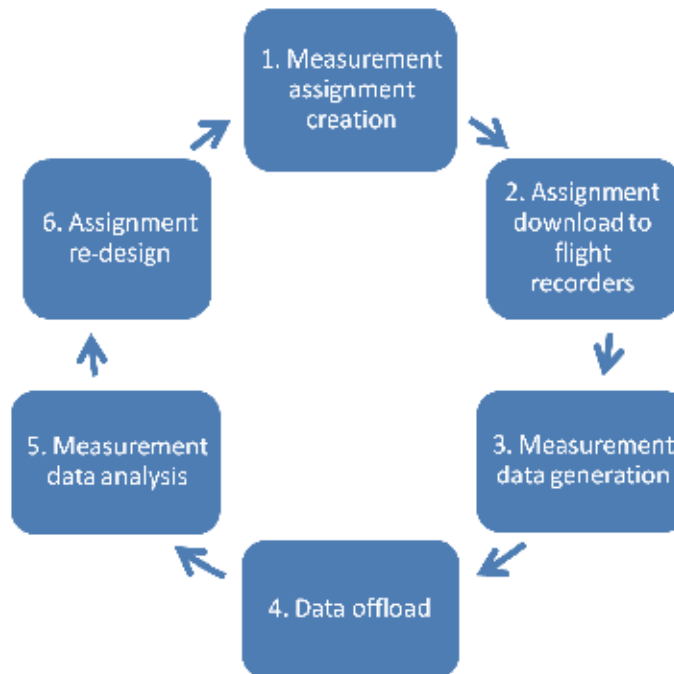 1. Measurement
assignment
creation
2. Assignment
download to
flight
recorders
3. Measurement
data generation
4. Data offload
5. Measurement
data analysis
6. Assignment
re-design